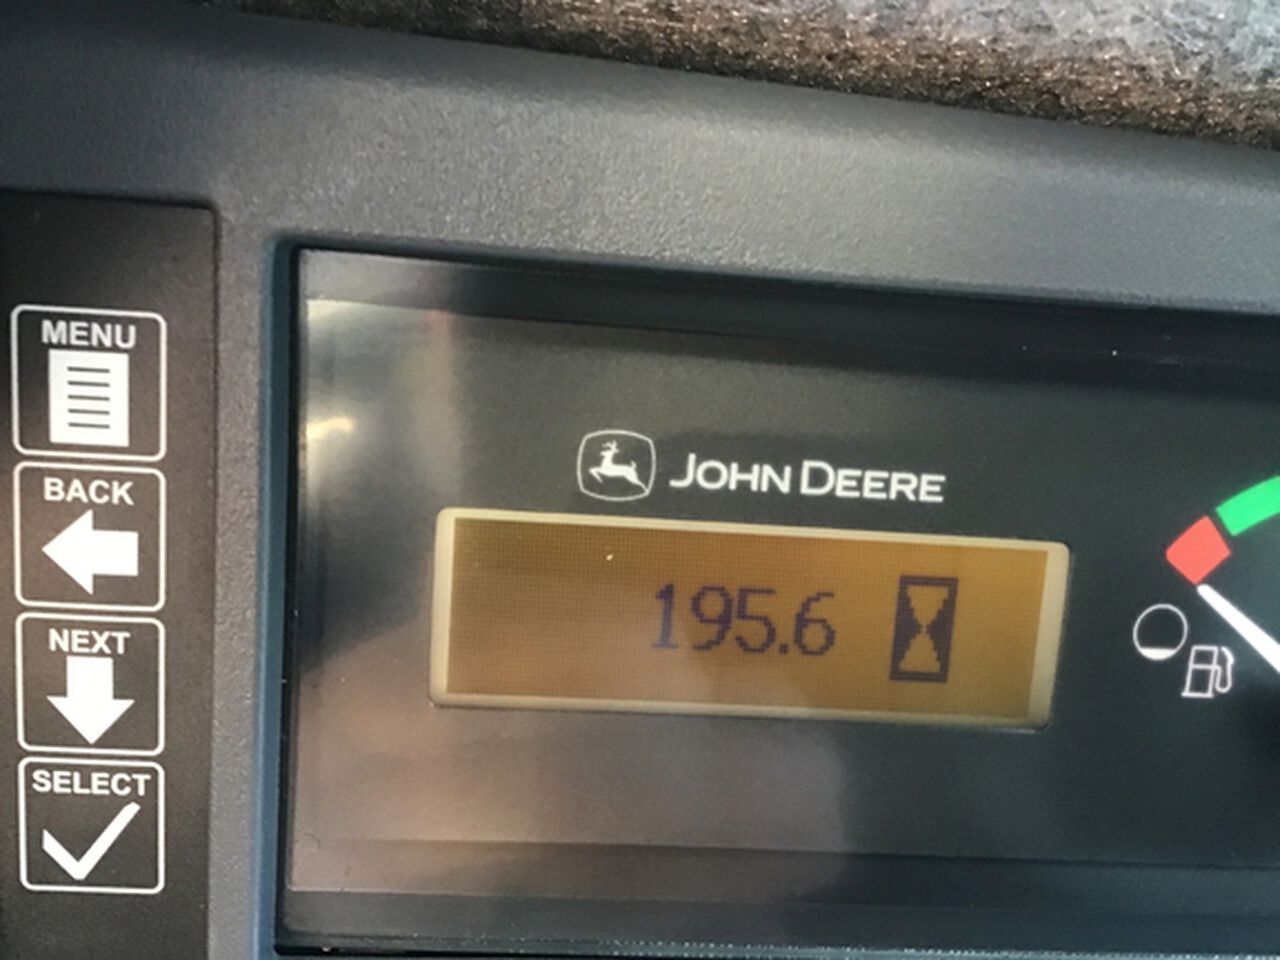 MENU
BACK
NEXT
SELECT
JOHN DEERE
195.6